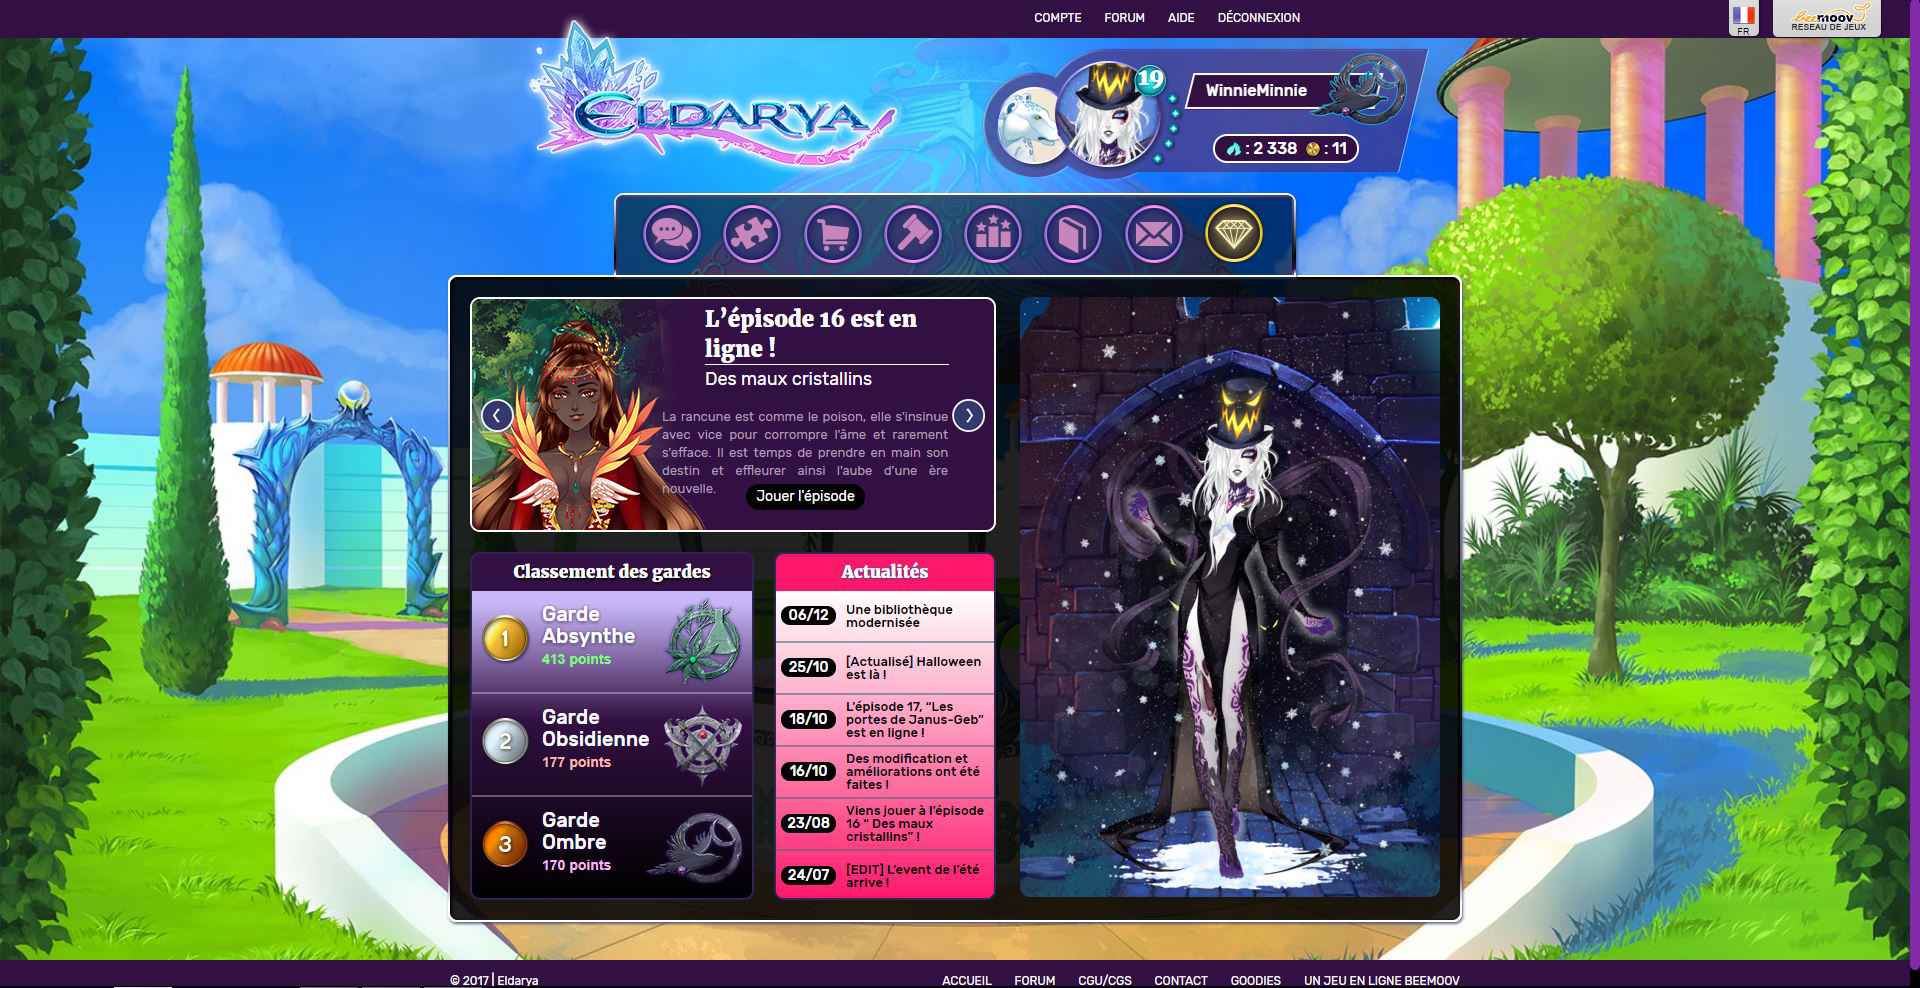 COMPTE FORUM AIDE DÉCONNEXION
FR
beemoov
RESEAU DE JEUX
ELDARYA
19
WinnieMinnie
: 2 338 : 11
L'épisode 16 est en
ligne !
Des maux cristallins
La rancune est comme le poison, elle s'insinue
avec vice pour corrompre l'âme et rarement
s'efface. Il est temps de prendre en main son
destin et effleurer ainsi l'aube d'une ère
nouvelle.
Jouer l'épisode
Classement des gardes
1
Garde
Absynthe
413 points
2
Garde
Obsidienne
177 points
3
Garde
Ombre
170 points
Actualités
06/12
Une bibliothèque
modernisée
25/10
[Actualisé] Halloween
est là !
18/10
L'épisode 17, “Les
portes de Janus-Geb”
est en ligne !
16/10
Des modification et
améliorations ont été
faites !
23/08
Viens jouer à l'épisode
16 “ Des maux
cristallins” !
24/07
[EDIT] L'event de l'été
arrive !
© 2017 | Eldarya
ACCUEIL FORUM CGU/CGS CONTACT GOODIES UN JEU EN LIGNE BEEMOOV